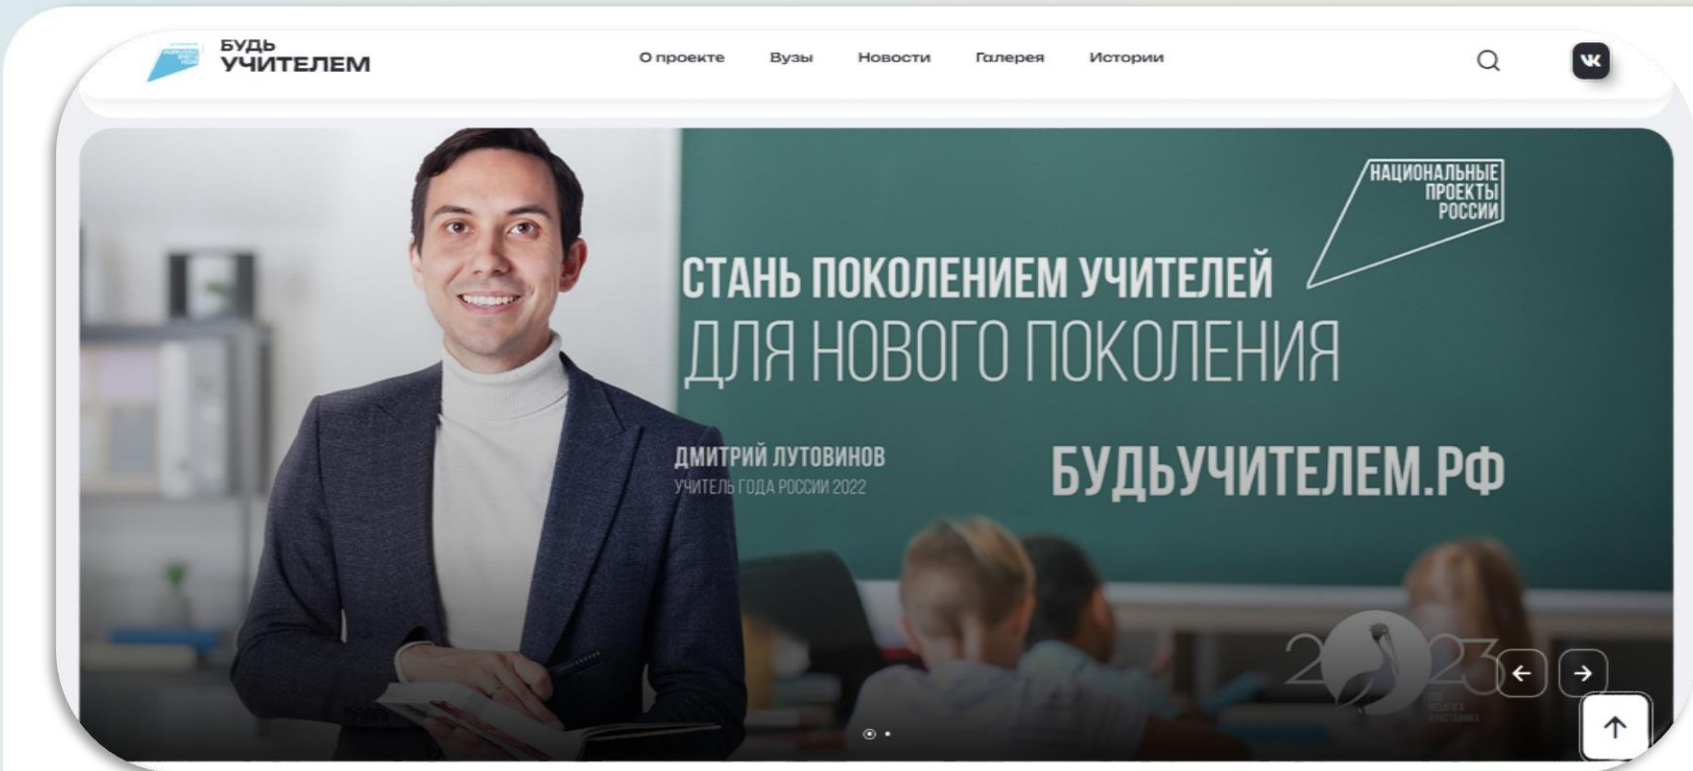 БУДЬ
УЧИТЕЛЕМ
О проекте Вузы Новости Галерея Истории
НАЦИОНАЛЬНЫЕ
ПРОЕКТЫ
РОССИИ
СТАНЬ ПОКОЛЕНИЕМ УЧИТЕЛЕЙ
ДЛЯ НОВОГО ПОКОЛЕНИЯ
ДМИТРИЙ ЛУТОВИНОВ
УЧИТЕЛЬ ГОДА РОССИИ 2022
БУДЬУЧИТЕЛЕМ.РФ
2023